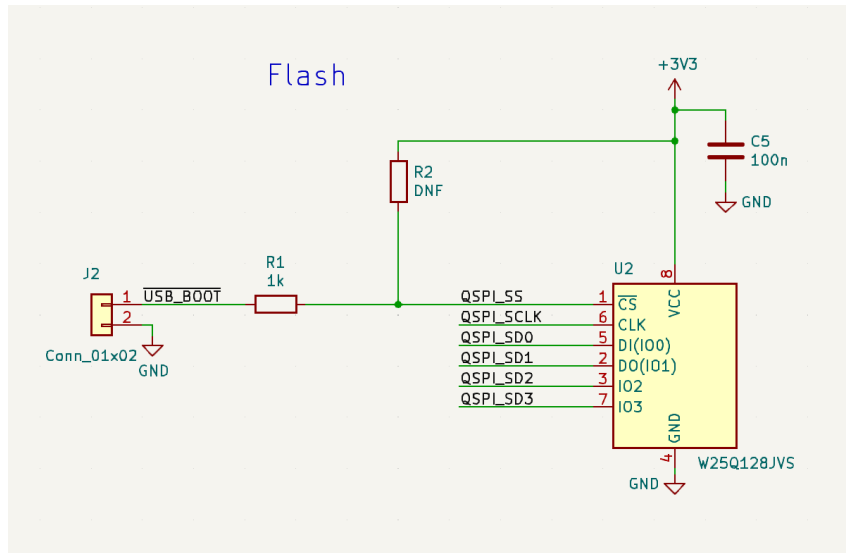 Flash
+3V3
C5
100n
GND
R2
DNF
J2
1
USB_BOOT
2
Conn_01x02
GND
R1
1k
U2
8
VCC
QSPI_SS
1
CS
QSPI_SCLK
6
CLK
QSPI_SD0
5
DI(IO0)
QSPI_SD1
2
DO(IO1)
QSPI_SD2
3
IO2
QSPI_SD3
7
IO3
GND
4
W25Q128JVS
GND